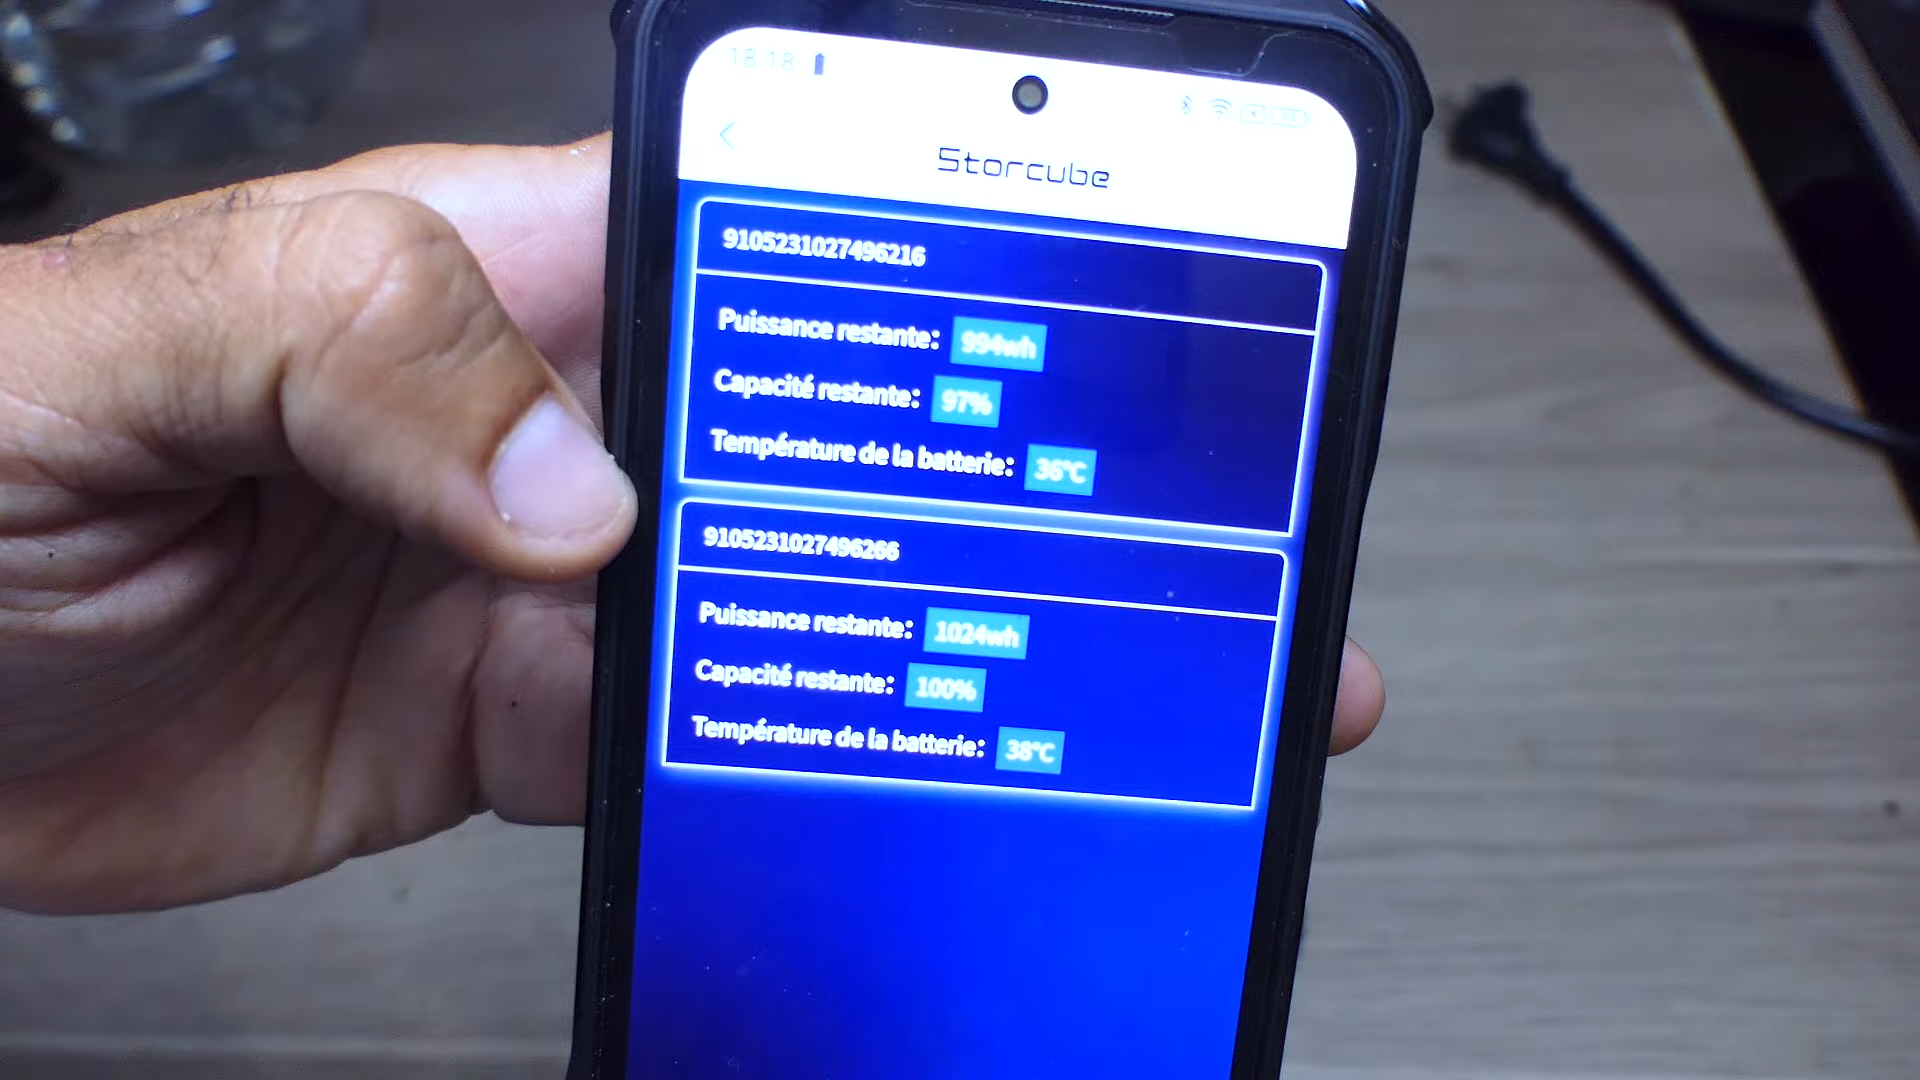 18 18
Storcube
9105231027496216
Puissance restante: 994wh
Capacité restante: 97%
Température de la batterie: 36°C
9105231027496266
Puissance restante: 1024wh
Capacité restante: 100%
Température de la batterie: 38°C